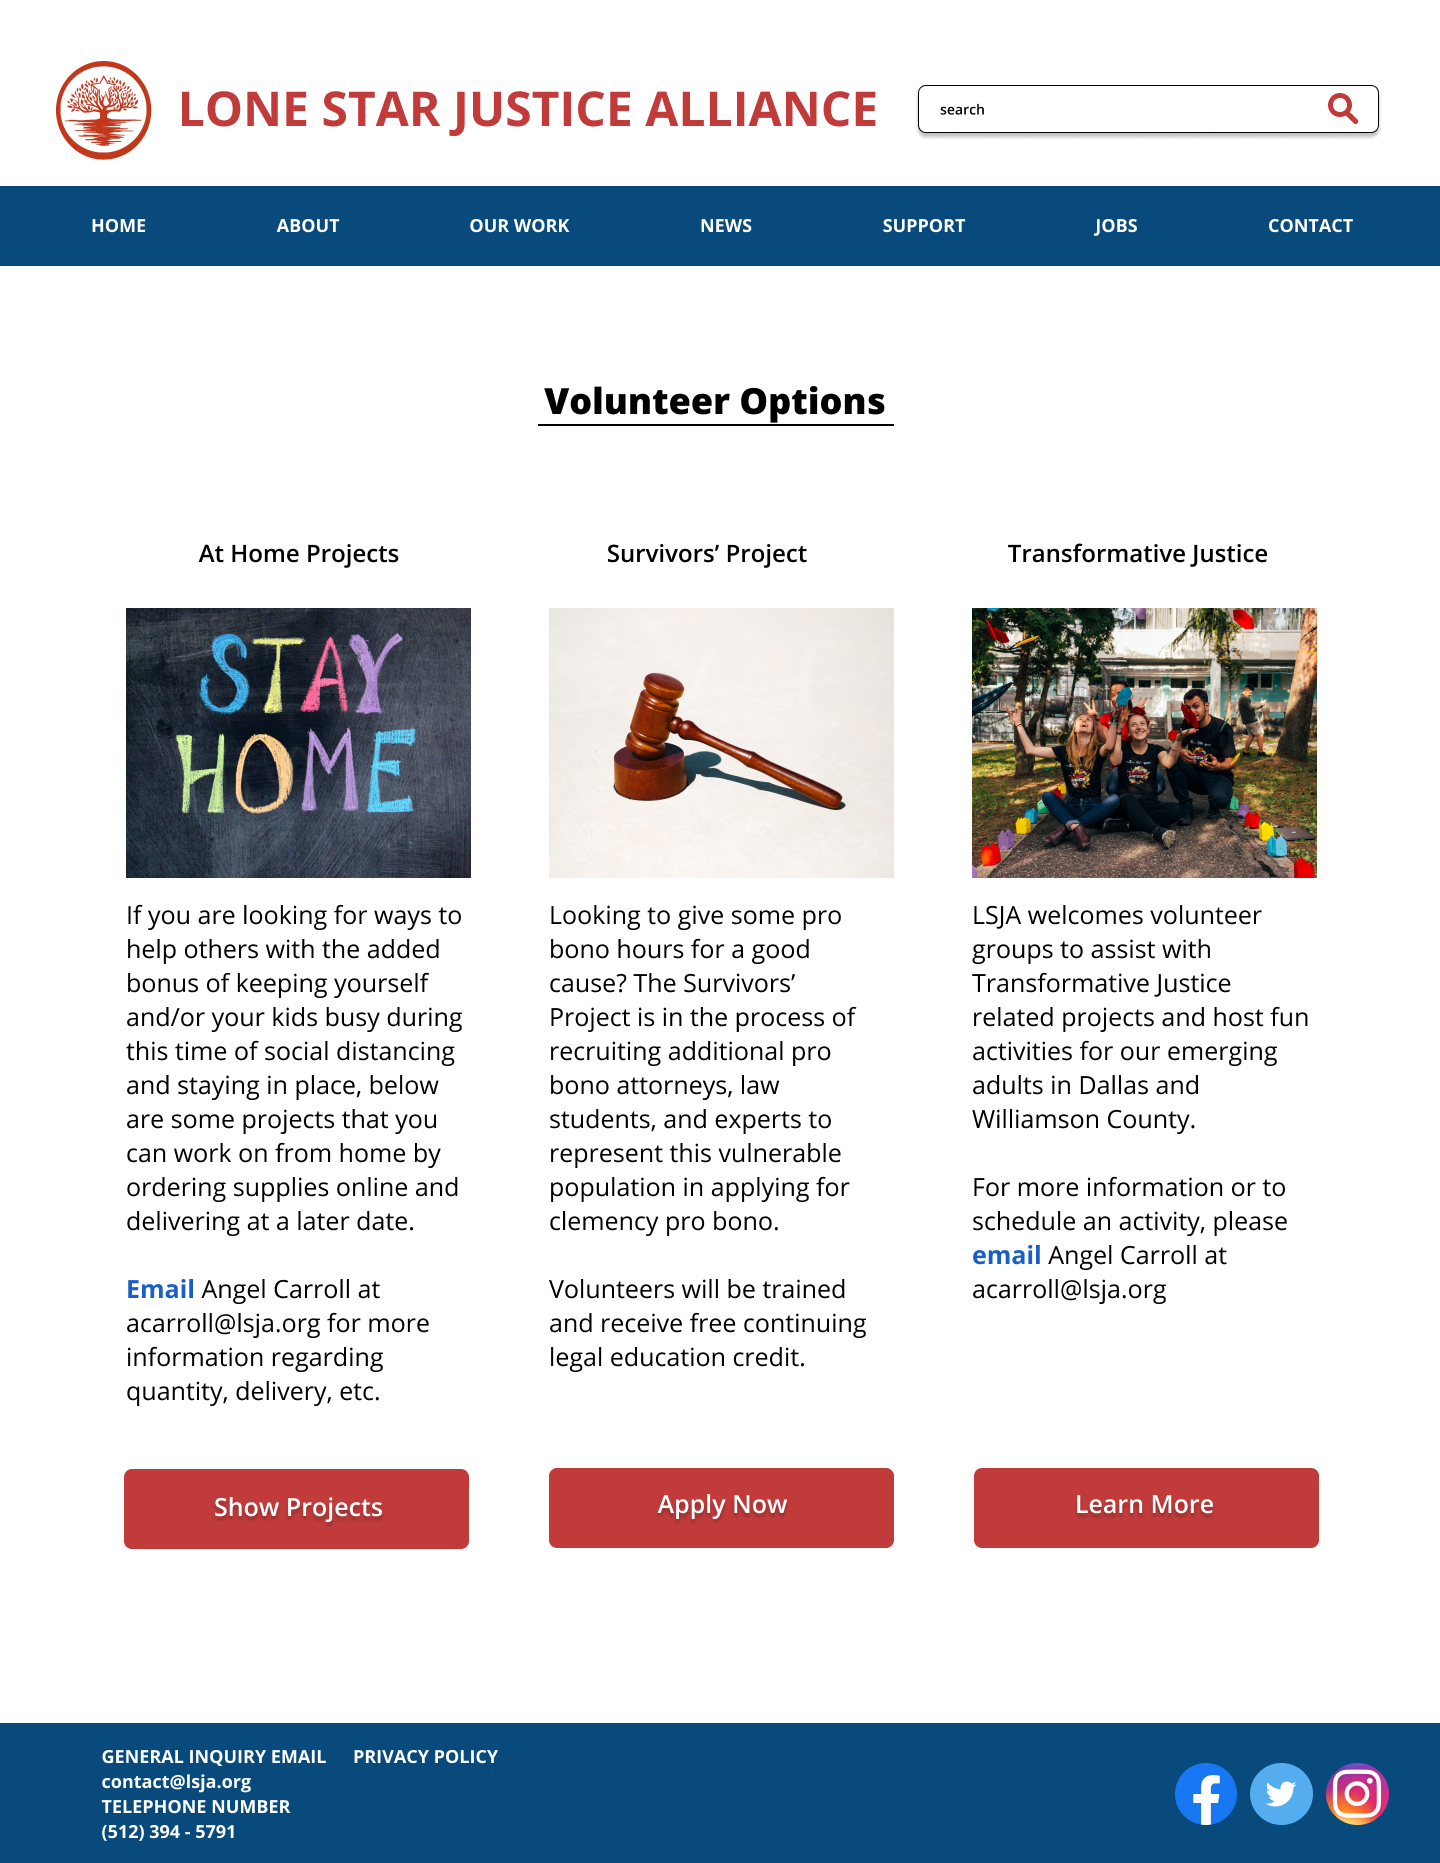 LONE STAR JUSTICE ALLIANCE
search
HOME
ABOUT
OUR WORK
NEWS
SUPPORT
JOBS
CONTACT
Volunteer Options
At Home Projects
STAY
HOME
If you are looking for ways to
help others with the added
bonus of keeping yourself
and/or your kids busy during
this time of social distancing
and staying in place, below
are some projects that you
can work on from home by
ordering supplies online and
delivering at a later date.
Email Angel Carroll at
acarroll@lsja.org for more
information regarding
quantity, delivery, etc.
Show Projects
Survivors’ Project
Looking to give some pro
bono hours for a good
cause? The Survivors’
Project is in the process of
recruiting additional pro
bono attorneys, law
students, and experts to
represent this vulnerable
population in applying for
clemency pro bono.
Volunteers will be trained
and receive free continuing
legal education credit.
Apply Now
Transformative Justice
LSJA welcomes volunteer
groups to assist with
Transformative Justice
related projects and host fun
activities for our emerging
adults in Dallas and
Williamson County.
For more information or to
schedule an activity, please
email Angel Carroll at
acarroll@lsja.org
Learn More
GENERAL INQUIRY EMAIL
contact@lsja.org
TELEPHONE NUMBER
(512) 394 - 5791
PRIVACY POLICY